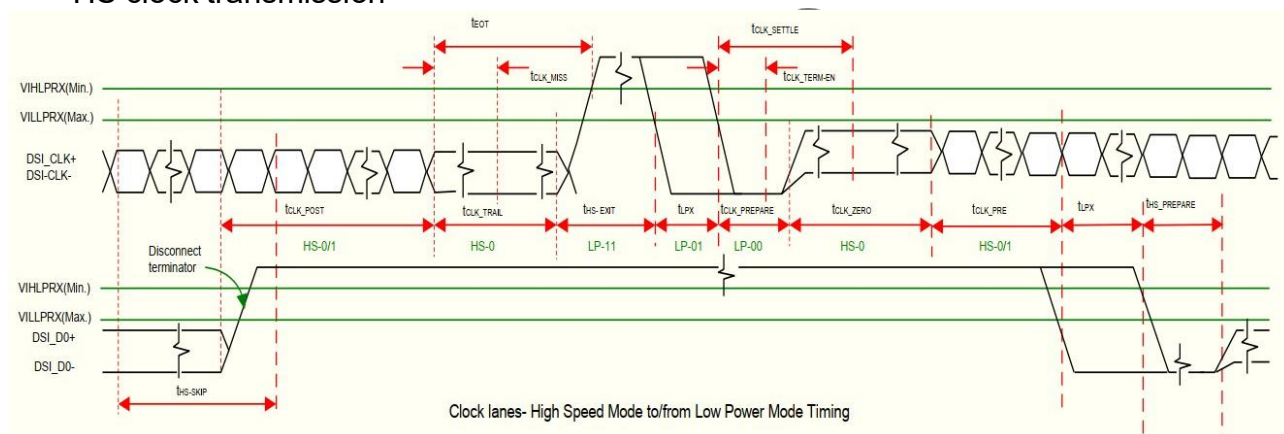 HS clock transmission
tEOT
tCLK_SETTLE
tCLK_MISS
tCLK_TERM-EN
VIHLPRX(Min.)
VILLPRX(Max.)
DSI_CLK+
DSI-CLK-
tCLK_POST
tCLK_TRAIL
tHS- EXIT
tLPX
tCLK_PREPARE
tCLK_ZERO
tCLK_PRE
tLPX
tHS_PREPARE
HS-0/1
HS-0
LP-11
LP-01
LP-00
HS-0
HS-0/1
Disconnect
terminator
VIHLPRX(Min.)
VILLPRX(Max.)
DSI_D0+
DSI_D0-
tHS-SKIP
Clock lanes- High Speed Mode to/from Low Power Mode Timing